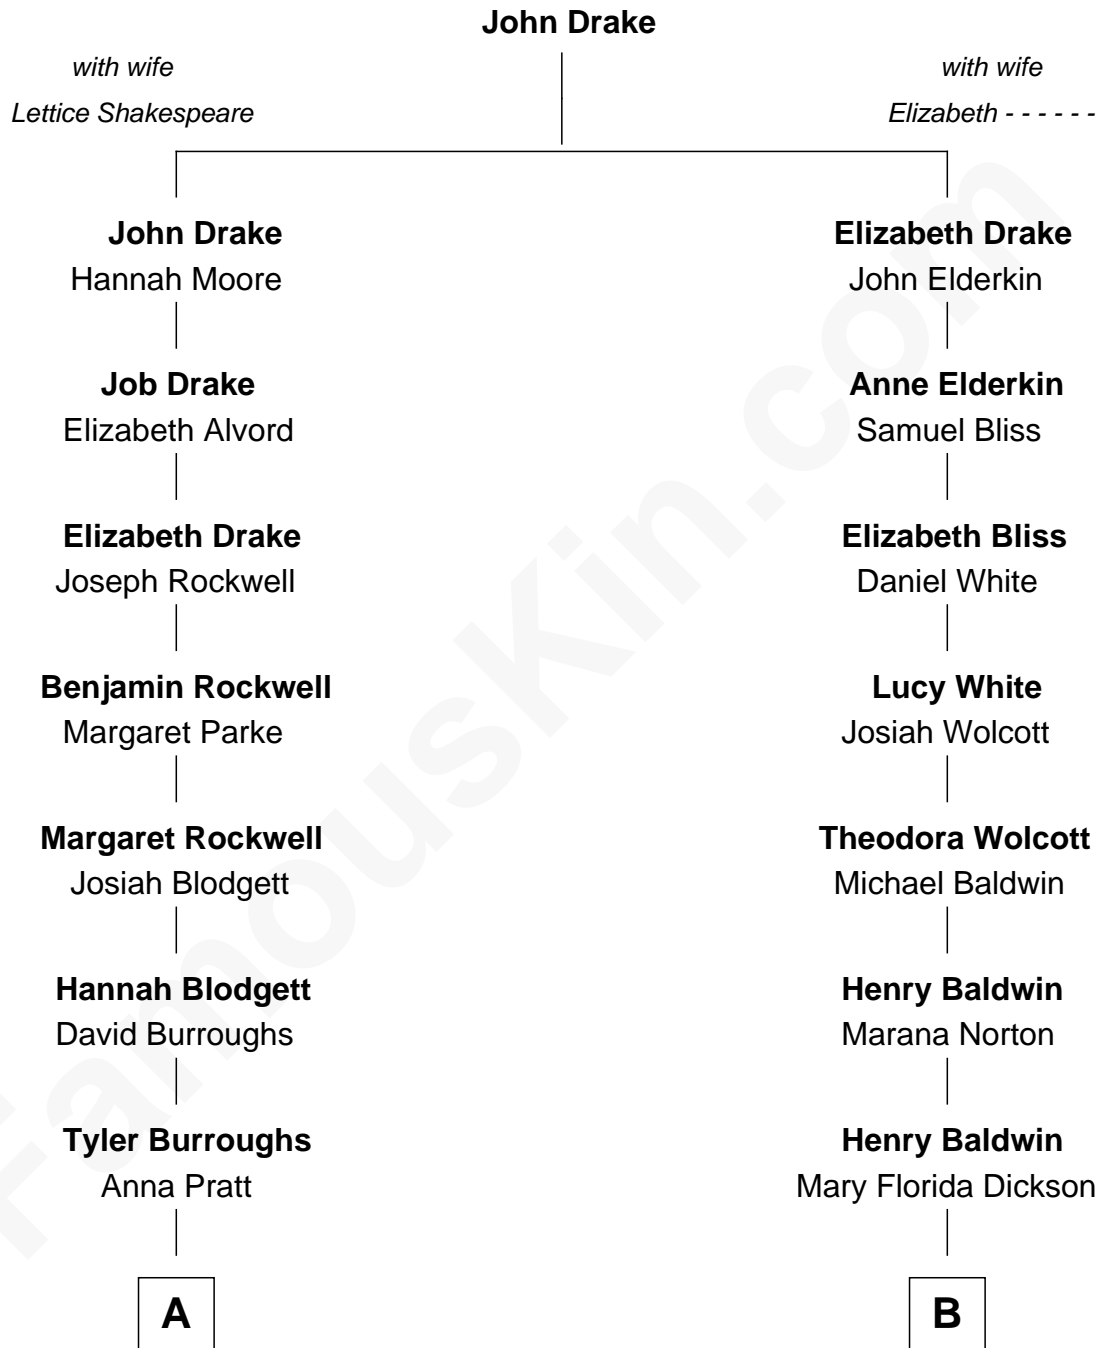 John Drake
with wife
Lettice Shakespeare
with wife
Elizabeth - - - - - -
John Drake
Hannah Moore
Elizabeth Drake
John Elderkin
Job Drake
Elizabeth Alvord
Anne Elderkin
Samuel Bliss
Elizabeth Drake
Joseph Rockwell
Elizabeth Bliss
Daniel White
Benjamin Rockwell
Margaret Parke
Lucy White
Josiah Wolcott
Margaret Rockwell
Josiah Blodgett
Theodora Wolcott
Michael Baldwin
Hannah Blodgett
David Burroughs
Henry Baldwin
Marana Norton
Tyler Burroughs
Anna Pratt
Henry Baldwin
Mary Florida Dickson
A
B
FamousKin.com